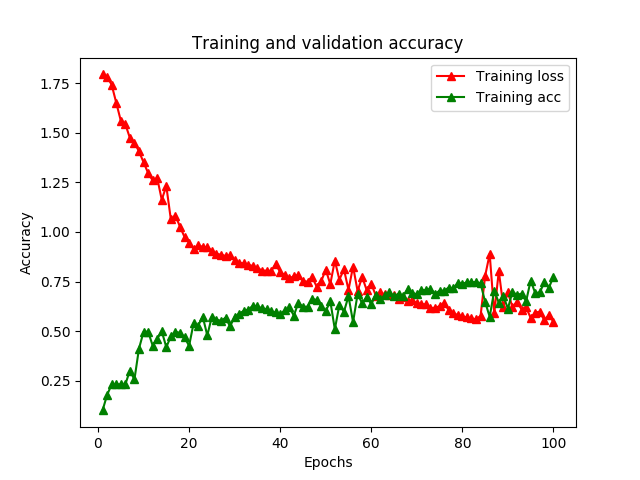 Training and validation accuracy
Training loss
Training acc
1.75
1.50
1.25
1.00
0.75
0.50
0.25
Accuracy
0
20
40
60
80
100
Epochs